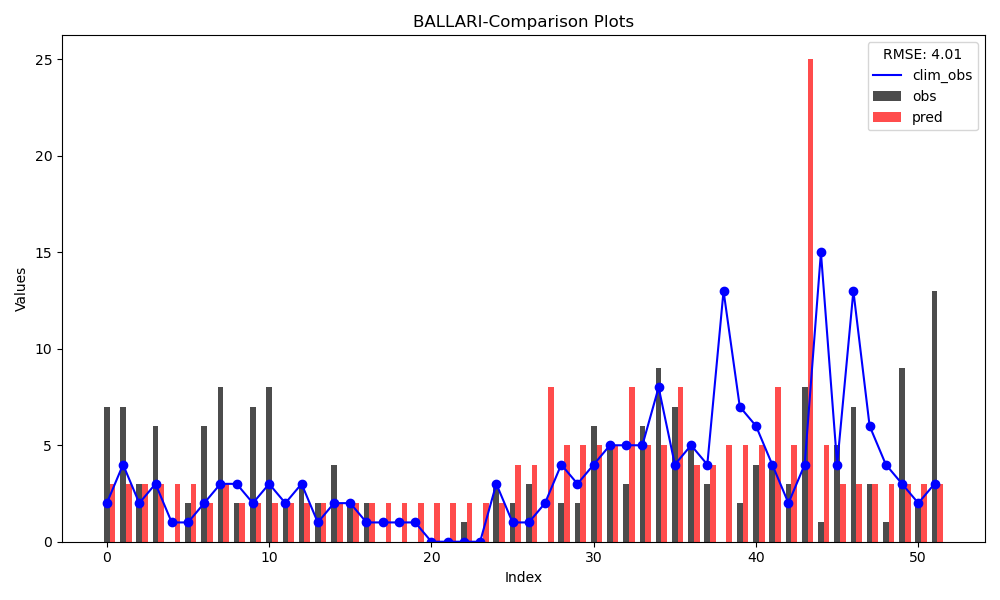 BALLARI-Comparison Plots
RMSE: 4.01
clim_obs
obs
pred
Values
25
20
15
10
5
0
0 10 20 30 40 50
Index